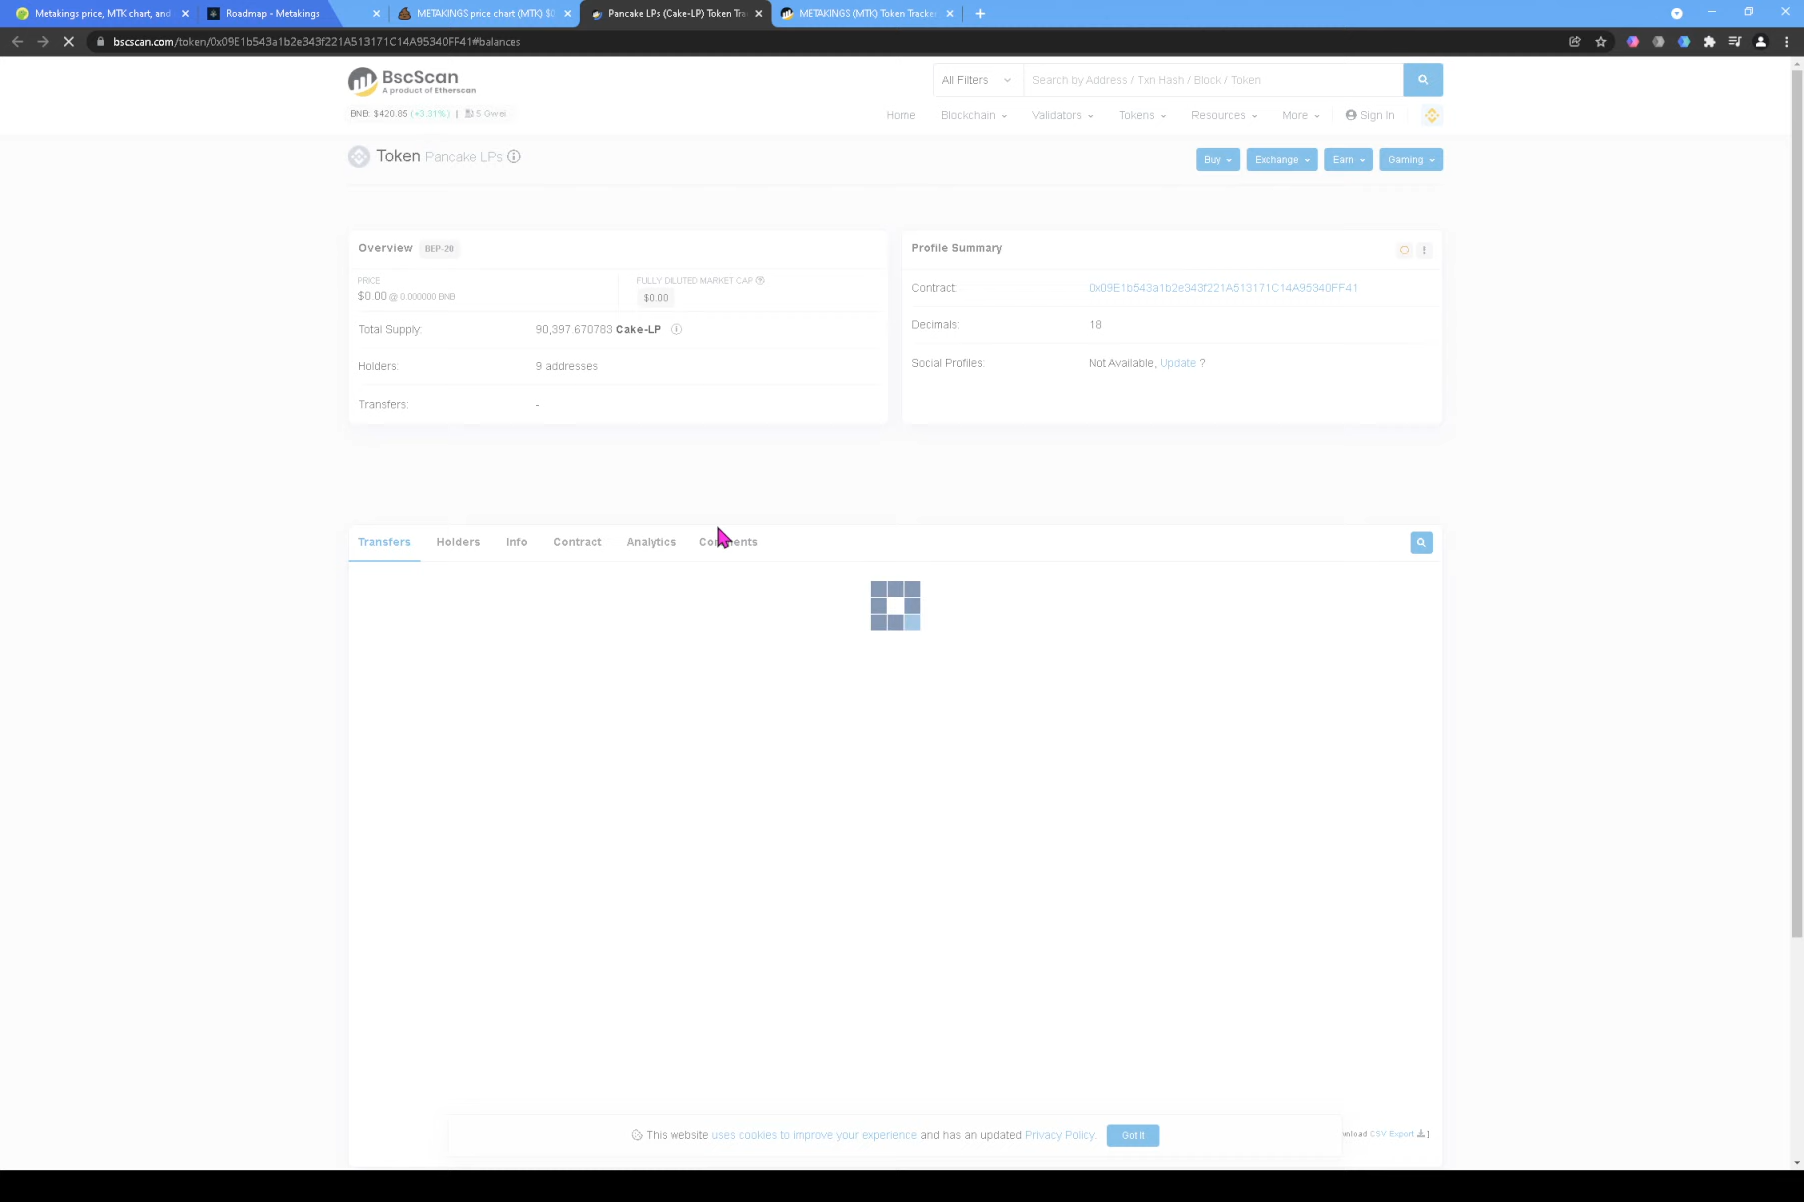 Metakings price, MTK chart, and
Roadmap - Metakings
METAKINGS price chart (MTK) $0
Pancake LPs (Cake-LP) Token Tra
METAKINGS (MTK) Token Tracker
bscscan.com/token/0x09E1b543a1b2e343f221A513171C14A95340FF41#balances
BscScan
A product of Etherscan
All Filters
Search by Address / Txn Hash / Block / Token
BNB: $420.85 (+3.31%) | 5 Gwei
Home Blockchain Validators Tokens Resources More Sign In
Token Pancake LPs
Buy Exchange Earn Gaming
Overview BEP-20
PRICE
$0.00 @ 0.000000 BNB
FULLY DILUTED MARKET CAP
$0.00
Total Supply: 90,397.670783 Cake-LP
Holders: 9 addresses
Transfers: -
Profile Summary
Contract: 0x09E1b543a1b2e343f221A513171C14A95340FF41
Decimals: 18
Social Profiles: Not Available, Update ?
Transfers Holders Info Contract Analytics Comments
This website uses cookies to improve your experience and has an updated Privacy Policy. Got It
nload CSV Export ]